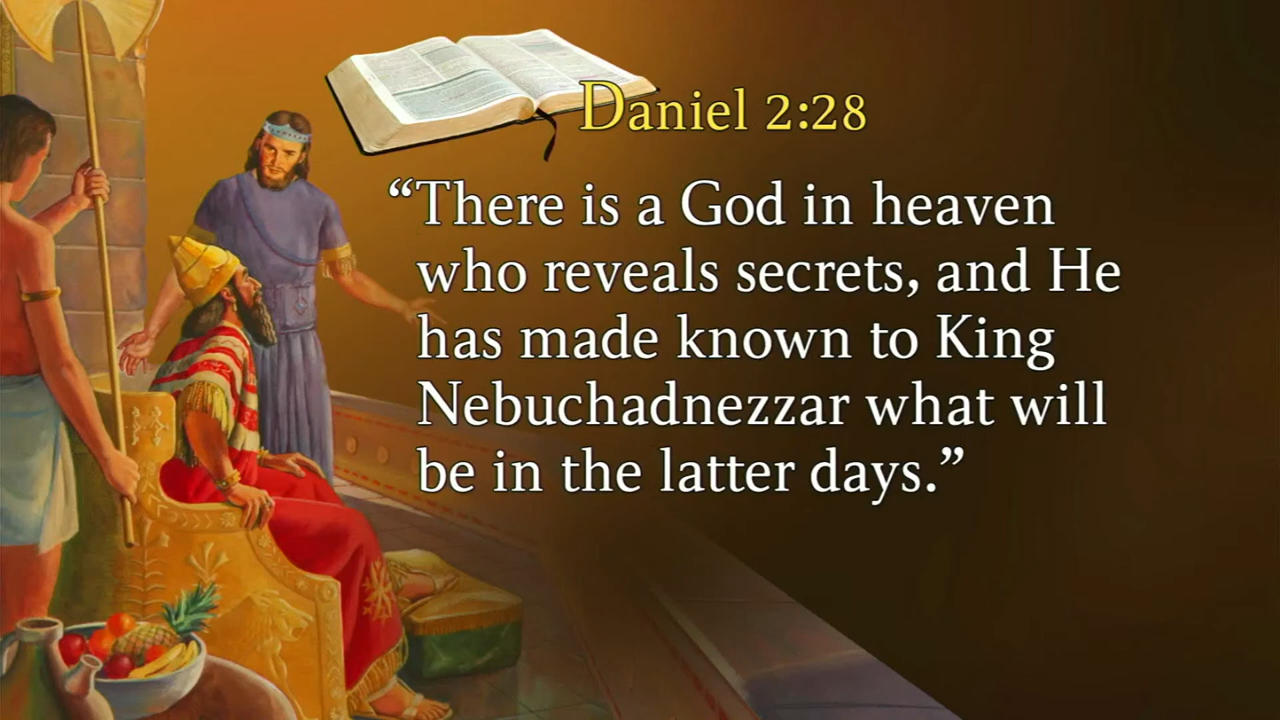 Daniel 2:28
“There is a God in heaven
who reveals secrets, and He
has made known to King
Nebuchadnezzar what will
be in the latter days.”